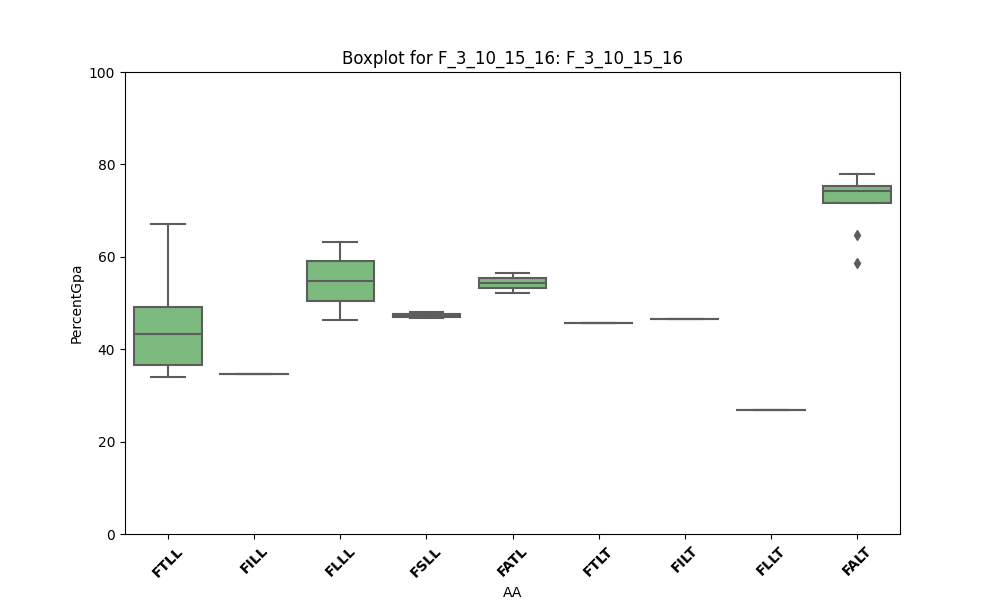 Boxplot for F_3_10_15_16: F_3_10_15_16
100
80
60
40
20
0
PercentGpa
FTLL
FILL
FLLL
FSLL
FATL
FTLT
FILT
FLLT
FALT
AA